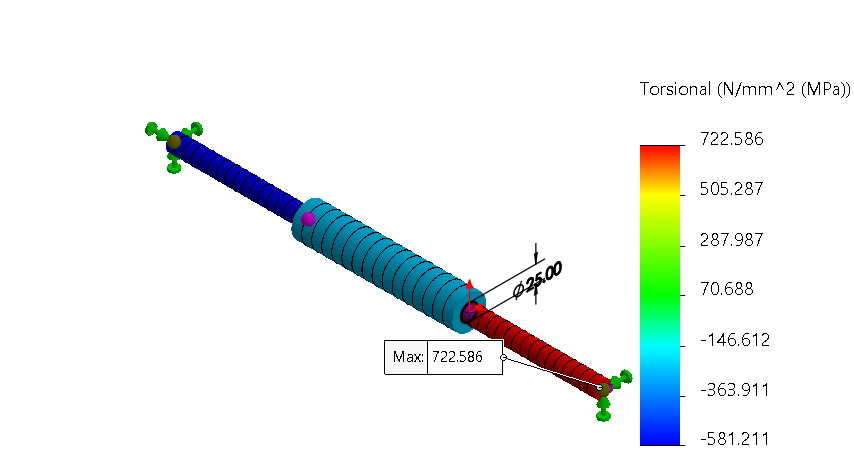 Torsional (N/mm^2 (MPa))
722.586
505.287
287.987
70.688
-146.612
-363.911
-581.211
Ø25.00
Max: 722.586